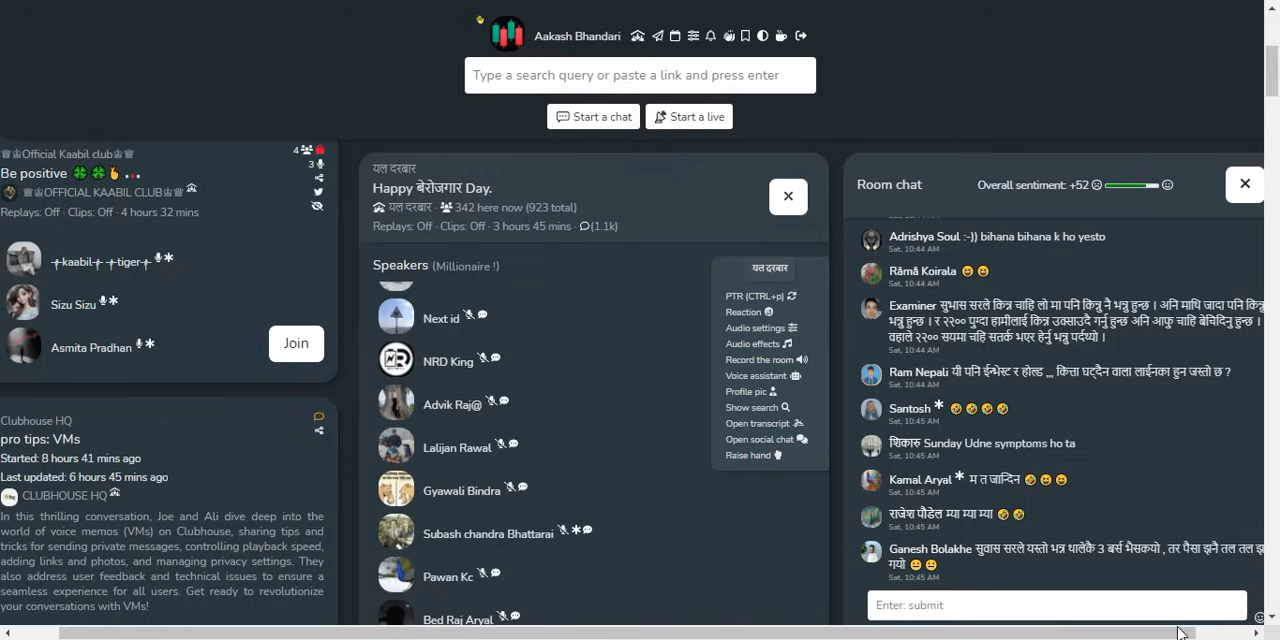 Aakash Bhandari
Type a search query or paste a link and press enter
Start a chat
Start a live
♕♔Official Kaabil club♔♕
4
Be positive 🍀 🍀
3
♕♔OFFICIAL KAABIL CLUB♔♕
Replays: Off · Clips: Off · 4 hours 32 mins
-‡kaabil‡- -‡tiger‡-
Sizu Sizu
Asmita Pradhan
Join
Clubhouse HQ
pro tips: VMs
Started: 8 hours 41 mins ago
Last updated: 6 hours 45 mins ago
CLUBHOUSE HQ
In this thrilling conversation, Joe and Ali dive deep into the
world of voice memos (VMs) on Clubhouse, sharing tips and
tricks for sending private messages, controlling playback speed,
adding links and photos, and managing privacy settings. They
also address user feedback and technical issues to ensure a
seamless experience for all users. Get ready to revolutionize
your conversations with VMs!
यल दरबार
Happy बेरोजगार Day.
यल दरबार 342 here now (923 total)
Replays: Off · Clips: Off · 3 hours 45 mins · (1.1k)
Speakers (Millionaire !)
Next id
NRD King
Advik Raj@
Lalijan Rawal
Gyawali Bindra
Subash chandra Bhattarai
Pawan Kc
Bed Raj Aryal
यल दरबार
PTR (CTRL+p)
Reaction
Audio settings
Audio effects
Record the room
Voice assistant
Profile pic
Show search
Open transcript
Open social chat
Raise hand
Room chat
Overall sentiment: +52
Sat, 10:44 AM
Adrishya Soul :-)) bihana bihana k ho yesto
Sat, 10:44 AM
Råmå Koirala 😆 😆
Sat, 10:44 AM
Examiner सुभास सरले किन्न चाहि लो मा पनि किन्नु नै भन्नु हुन्छ । अनि माथि जादा पनि किन्
भन्नु हुन्छ । र २२०० पुग्दा हामीलाई किन्न उक्साउदै गर्नु हुन्छ अनि आफु चाहि बेचिदिनु हुन्छ ।
वहाले २२०० सयमा चाहि सतर्क भएर हेर्नु भन्नु पर्दथ्यो ।
Sat, 10:44 AM
Ram Nepali यी पनि ईन्भेस्ट र होल्ड ,,, कित्ता घट्दैन वाला लाईनका हुन जस्तो छ ?
Sat, 10:44 AM
Santosh * 🤣 🤣 🤣 🤣
Sat, 10:45 AM
शिकारु Sunday Udne symptoms ho ta
Sat, 10:45 AM
Kamal Aryal * म त जान्दिन 🤣 😆 😆
Sat, 10:45 AM
राजेश पौडेल म्या म्या म्या 🤣 🤣
Sat, 10:45 AM
Ganesh Bolakhe सुवास सरले यस्तो भन्न थालेकै 3 बर्स भैसकयो , तर पैसा झनै तल तल
गयो 😀 😀
Sat, 10:45 AM
Enter: submit